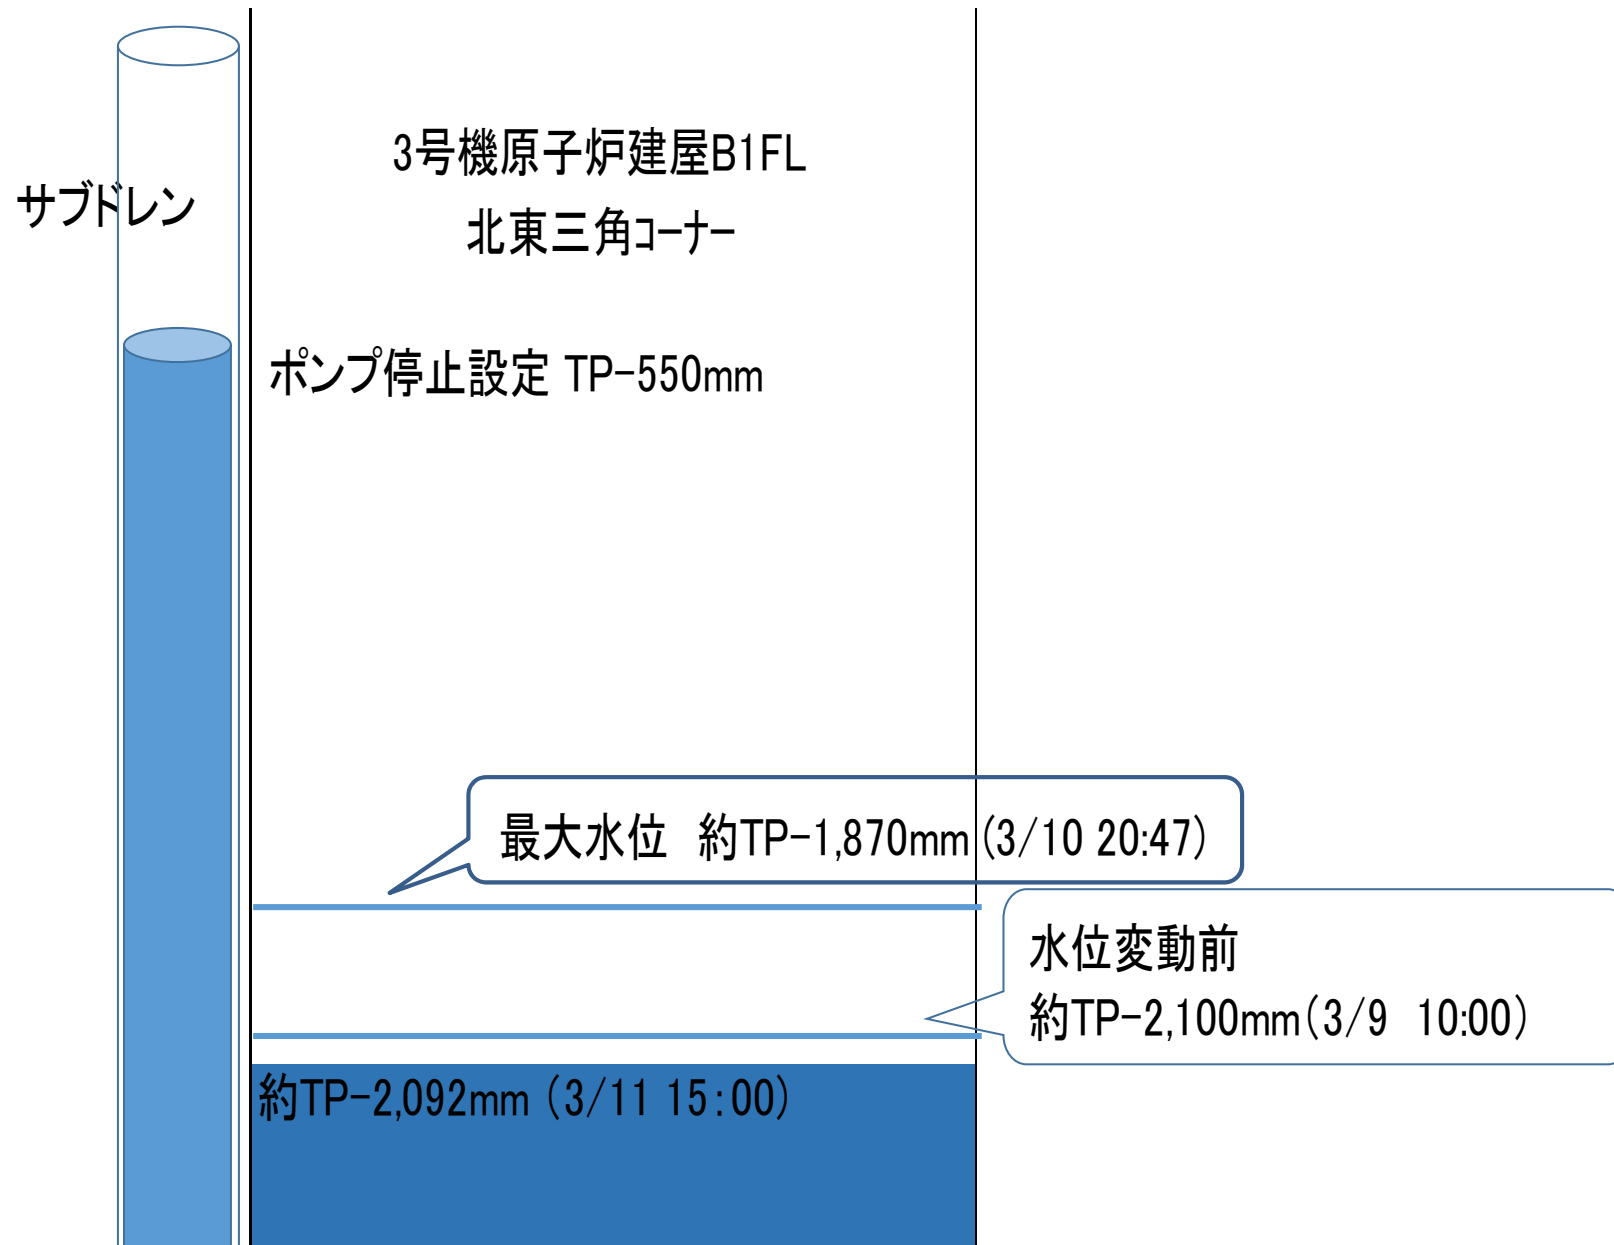 3号機原子炉建屋B1FL
北東三角コーナー
サブドレン
ポンプ停止設定 TP-550mm
最大水位　約TP-1,870mm(3/10 20:47)
水位変動前
約TP-2,100mm(3/9　10:00)
約TP-2,092mm (3/11 15:00)